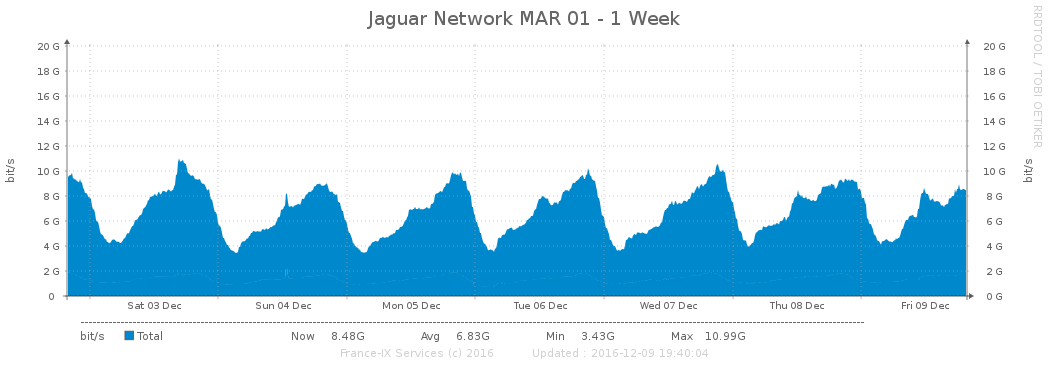 Jaguar Network MAR 01 - 1 Week
RRDTOOL / TOBI OETIKER
bit/s
20 G
18 G
16 G
14 G
12 G
10 G
8 G
6 G
4 G
2 G
0
20 G
18 G
16 G
14 G
12 G
10 G
8 G
6 G
4 G
2 G
0 G
bit/s
Sat 03 Dec Sun 04 Dec Mon 05 Dec Tue 06 Dec Wed 07 Dec Thu 08 Dec Fri 09 Dec
bit/s Total Now 8.48G Avg 6.83G Min 3.43G Max 10.99G
France-IX Services (c) 2016 Updated : 2016-12-09 19:40:04